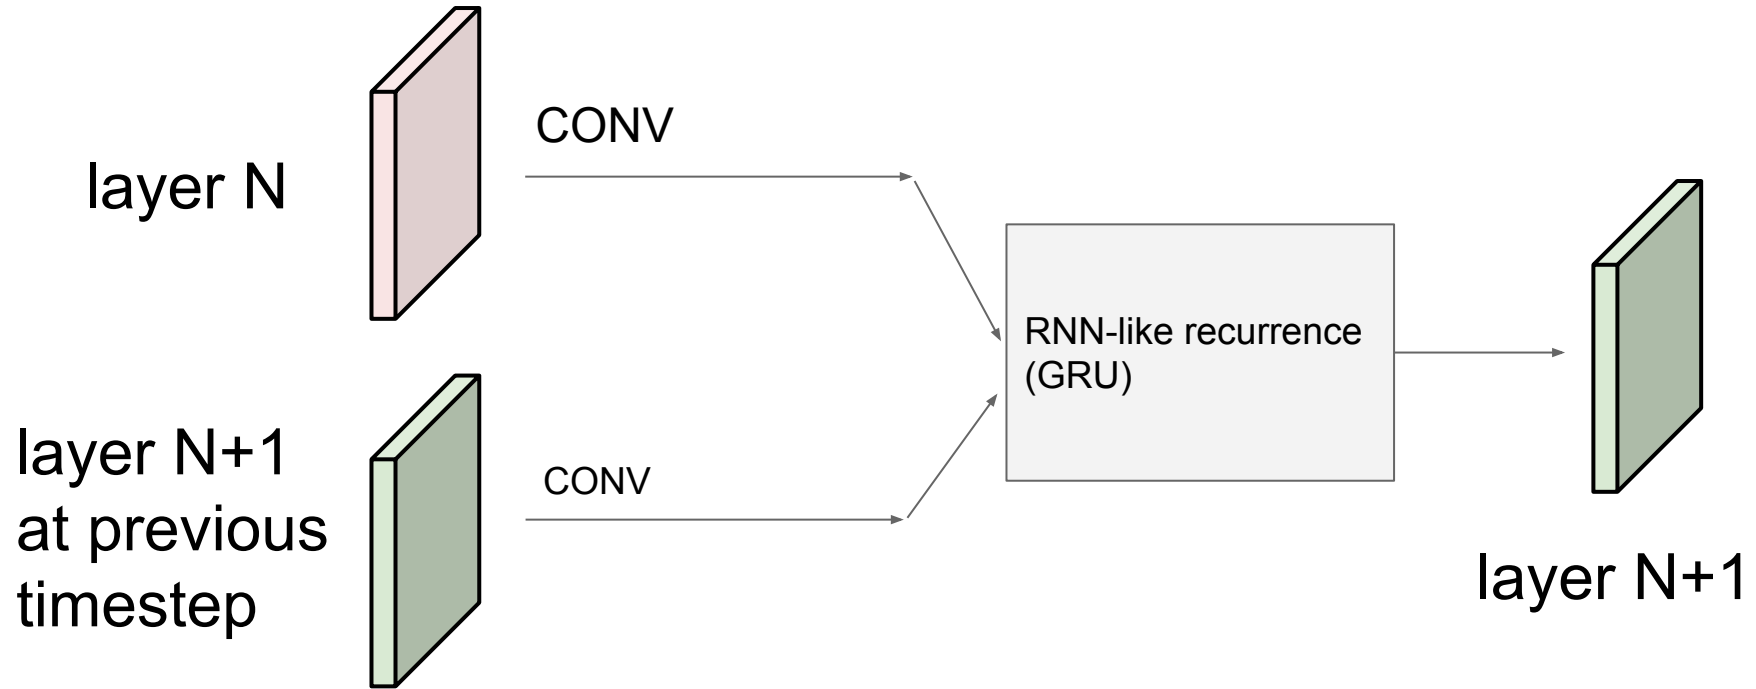 CONV
layer N
RNN-like recurrence
(GRU)
layer N+1
at previous
timestep
CONV
layer N+1